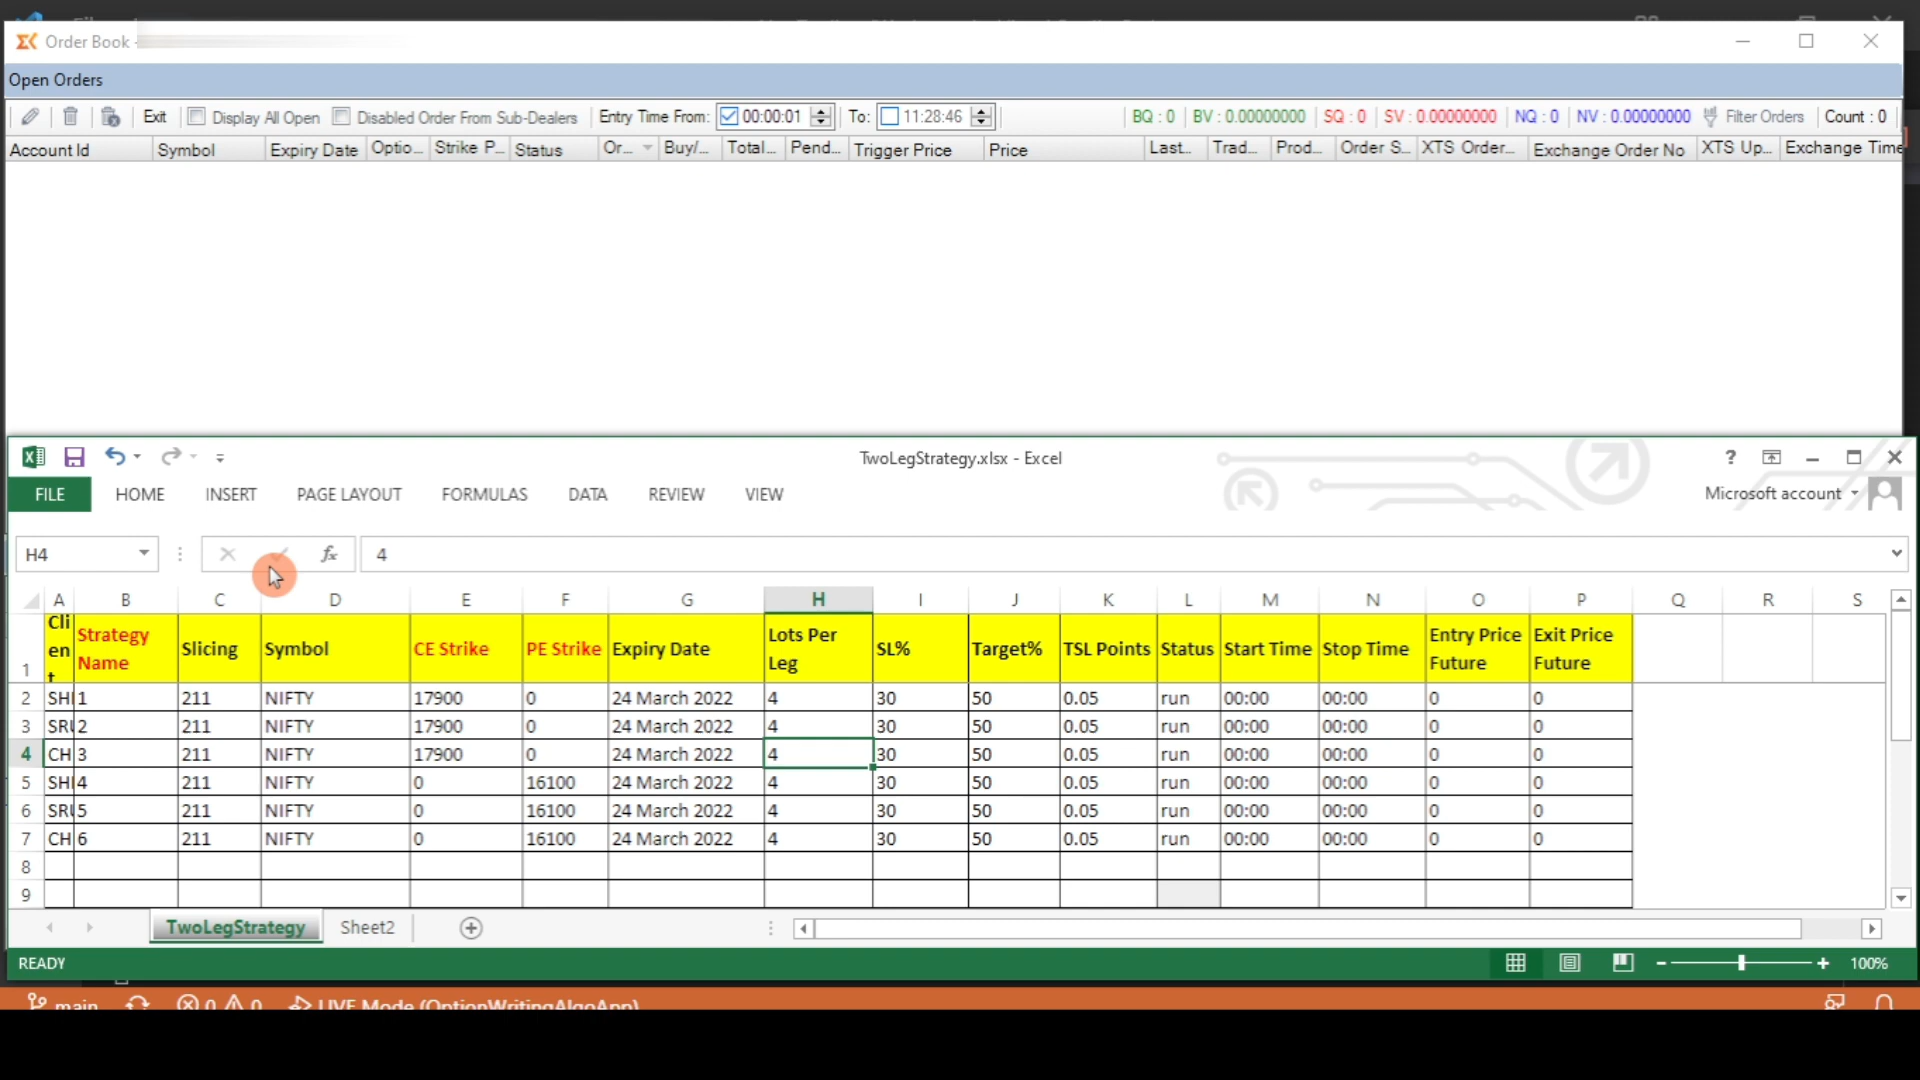 Order Book -
Open Orders
Exit Display All Open Disabled Order From Sub-Dealers Entry Time From: 00:00:01 To: 11:28:46 BQ : 0 BV : 0.00000000 SQ : 0 SV : 0.00000000 NQ : 0 NV : 0.00000000 Filter Orders Count : 0
Account Id Symbol Expiry Date Optio... Strike P... Status Or... Buy/... Total... Pend... Trigger Price Price Last... Trad... Prod... Order S... XTS Order... Exchange Order No XTS Up... Exchange Time
TwoLegStrategy.xlsx - Excel
FILE HOME INSERT PAGE LAYOUT FORMULAS DATA REVIEW VIEW Microsoft account
H4 fx 4
A B C D E F G H I J K L M N O P Q R S
1 Client Strategy Name Slicing Symbol CE Strike PE Strike Expiry Date Lots Per Leg SL% Target% TSL Points Status Start Time Stop Time Entry Price Future Exit Price Future
2 SH 1 211 NIFTY 17900 0 24 March 2022 4 30 50 0.05 run 00:00 00:00 0 0
3 SR 2 211 NIFTY 17900 0 24 March 2022 4 30 50 0.05 run 00:00 00:00 0 0
4 CH 3 211 NIFTY 17900 0 24 March 2022 4 30 50 0.05 run 00:00 00:00 0 0
5 SH 4 211 NIFTY 0 16100 24 March 2022 4 30 50 0.05 run 00:00 00:00 0 0
6 SR 5 211 NIFTY 0 16100 24 March 2022 4 30 50 0.05 run 00:00 00:00 0 0
7 CH 6 211 NIFTY 0 16100 24 March 2022 4 30 50 0.05 run 00:00 00:00 0 0
8
9
TwoLegStrategy Sheet2
READY 100%
main 0 0 LIVE Mode (OptionWritingAlgoApp)